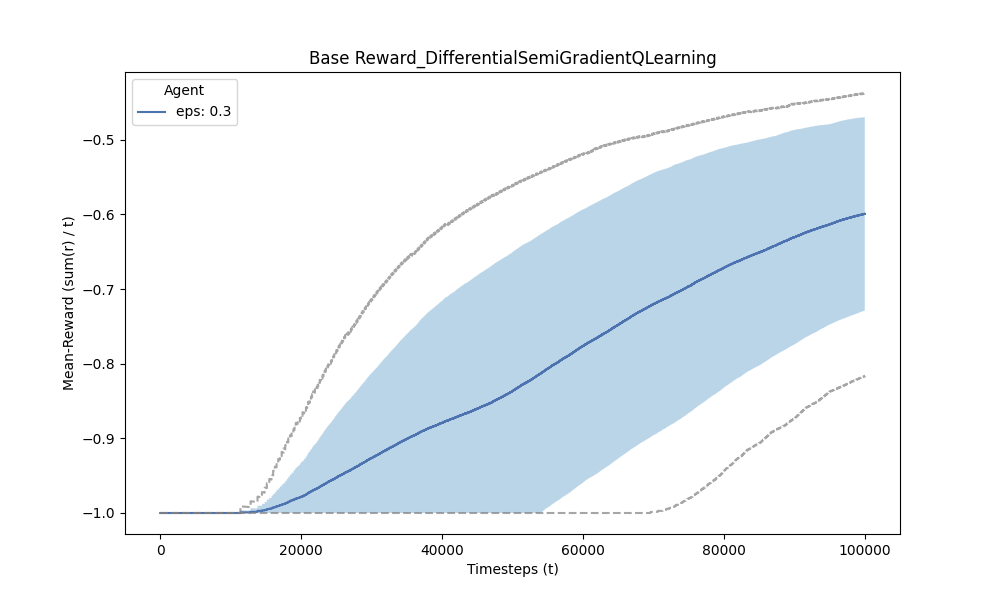 Base Reward_DifferentialSemiGradientQLearning
Agent
eps: 0.3
Mean-Reward (sum(r) / t)
−0.5
−0.6
−0.7
−0.8
−0.9
−1.0
0 20000 40000 60000 80000 100000
Timesteps (t)